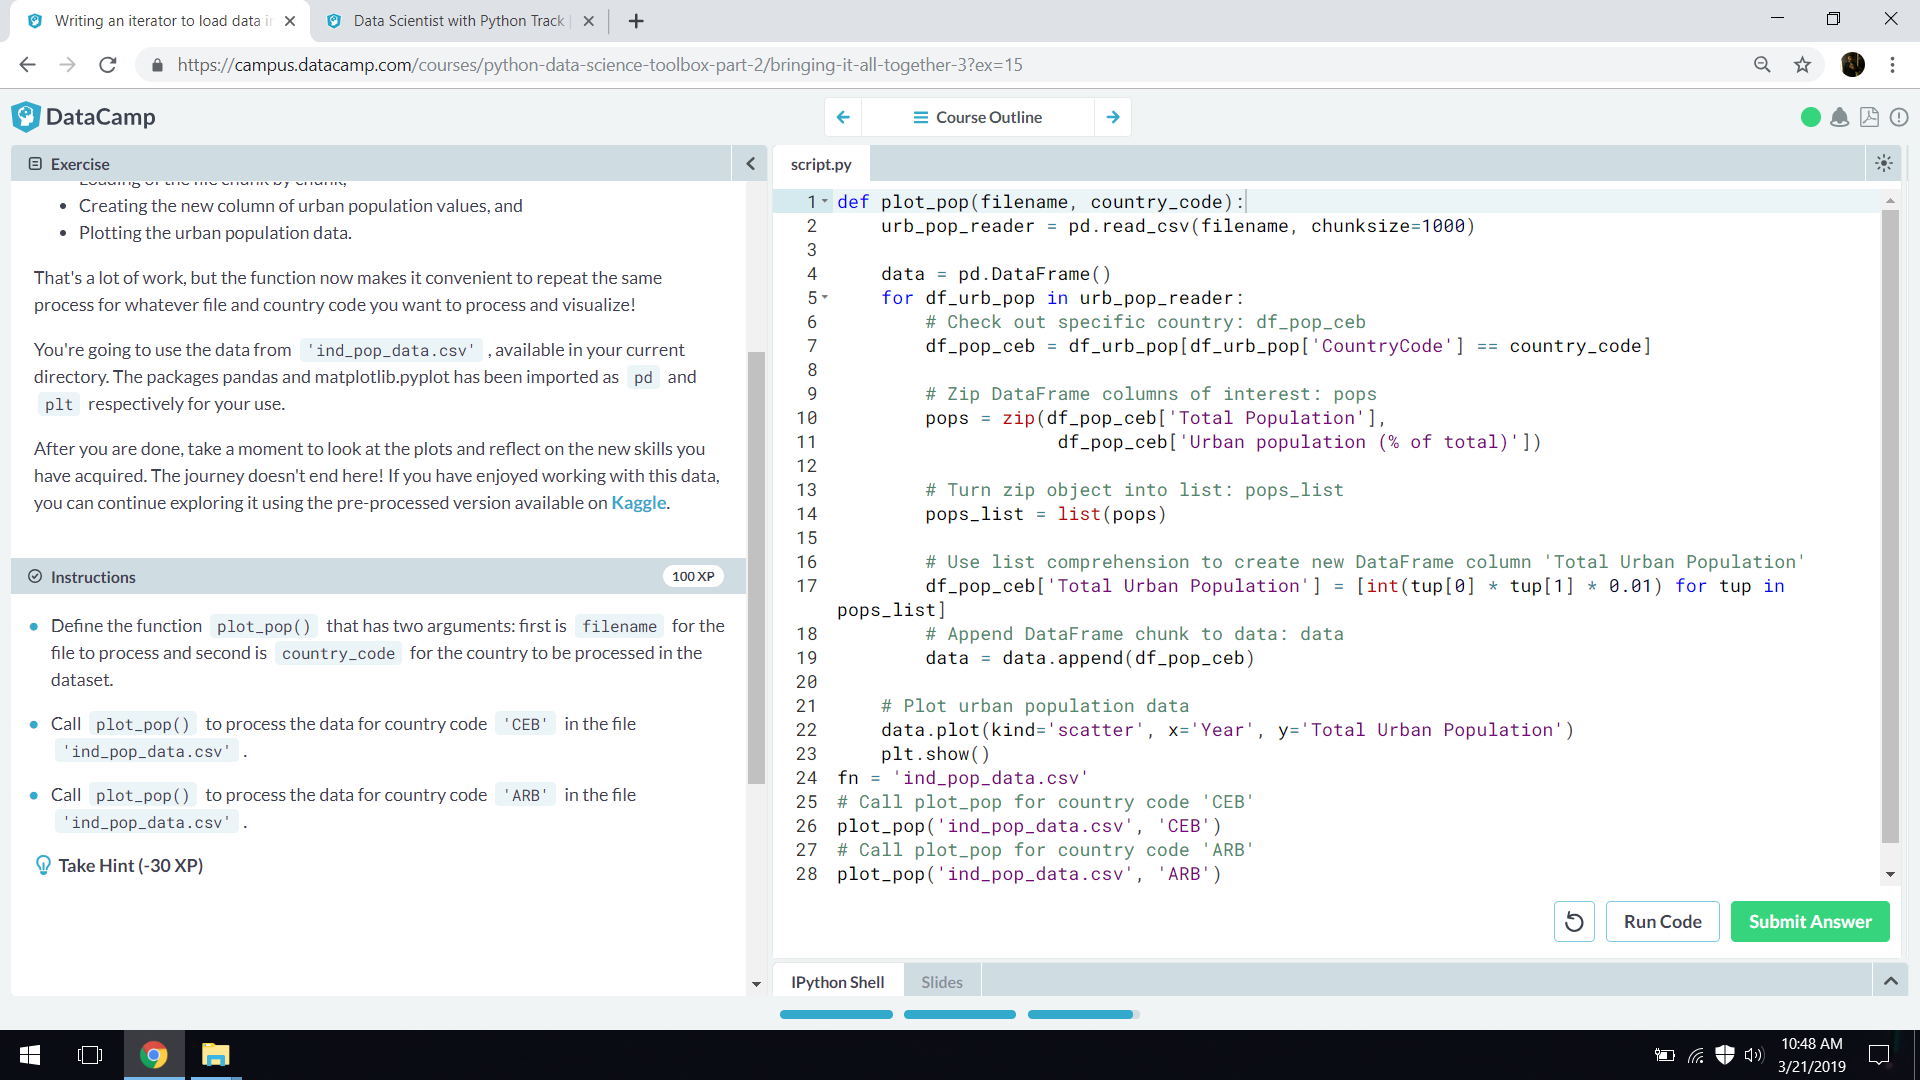 Writing an iterator to load data in
Data Scientist with Python Track
https://campus.datacamp.com/courses/python-data-science-toolbox-part-2/bringing-it-all-together-3?ex=15
DataCamp
Course Outline
Exercise
Loading of the file chunk by chunk,
Creating the new column of urban population values, and
Plotting the urban population data.
That's a lot of work, but the function now makes it convenient to repeat the same
process for whatever file and country code you want to process and visualize!
You're going to use the data from 'ind_pop_data.csv' , available in your current
directory. The packages pandas and matplotlib.pyplot has been imported as pd and
plt respectively for your use.
After you are done, take a moment to look at the plots and reflect on the new skills you
have acquired. The journey doesn't end here! If you have enjoyed working with this data,
you can continue exploring it using the pre-processed version available on Kaggle.
Instructions
100 XP
Define the function plot_pop() that has two arguments: first is filename for the
file to process and second is country_code for the country to be processed in the
dataset.
Call plot_pop() to process the data for country code 'CEB' in the file
'ind_pop_data.csv' .
Call plot_pop() to process the data for country code 'ARB' in the file
'ind_pop_data.csv' .
Take Hint (-30 XP)
script.py
1 def plot_pop(filename, country_code):
2 urb_pop_reader = pd.read_csv(filename, chunksize=1000)
3
4 data = pd.DataFrame()
5 for df_urb_pop in urb_pop_reader:
6 # Check out specific country: df_pop_ceb
7 df_pop_ceb = df_urb_pop[df_urb_pop['CountryCode'] == country_code]
8
9 # Zip DataFrame columns of interest: pops
10 pops = zip(df_pop_ceb['Total Population'],
11 df_pop_ceb['Urban population (% of total)'])
12
13 # Turn zip object into list: pops_list
14 pops_list = list(pops)
15
16 # Use list comprehension to create new DataFrame column 'Total Urban Population'
17 df_pop_ceb['Total Urban Population'] = [int(tup[0] * tup[1] * 0.01) for tup in
pops_list]
18 # Append DataFrame chunk to data: data
19 data = data.append(df_pop_ceb)
20
21 # Plot urban population data
22 data.plot(kind='scatter', x='Year', y='Total Urban Population')
23 plt.show()
24 fn = 'ind_pop_data.csv'
25 # Call plot_pop for country code 'CEB'
26 plot_pop('ind_pop_data.csv', 'CEB')
27 # Call plot_pop for country code 'ARB'
28 plot_pop('ind_pop_data.csv', 'ARB')
Run Code
Submit Answer
IPython Shell
Slides
10:48 AM
3/21/2019